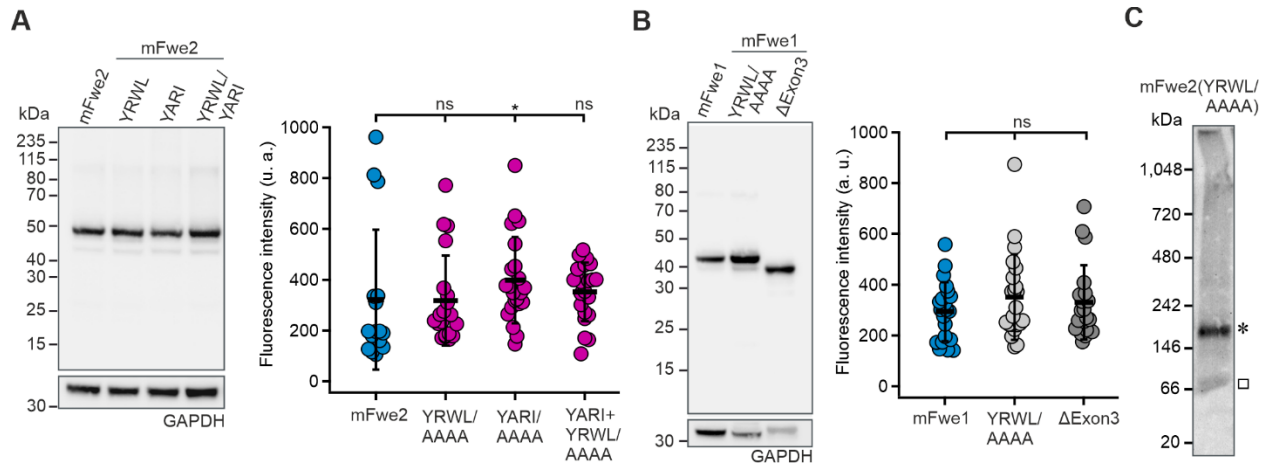 A
mFwe2
mFwe2
YRWL
YARI
YRWL/
YARI
kDa
235
115
80
70
50
40
30
25
15
30
GAPDH
ns
*
ns
Fluorescence intensity (u. a.)
1000
800
600
400
200
0
mFwe2
YRWL/
AAAA
YARI/
AAAA
YARI+
YRWL/
AAAA
B
mFwe1
mFwe1
YRWL/
AAAA
ΔExon3
kDa
235
115
80
70
50
40
30
25
15
30
GAPDH
ns
Fluorescence intensity (a. u.)
1000
800
600
400
200
0
mFwe1
YRWL/
AAAA
ΔExon3
C
mFwe2(YRWL/
AAAA)
kDa
1,048
720
480
242
146
66
20
*